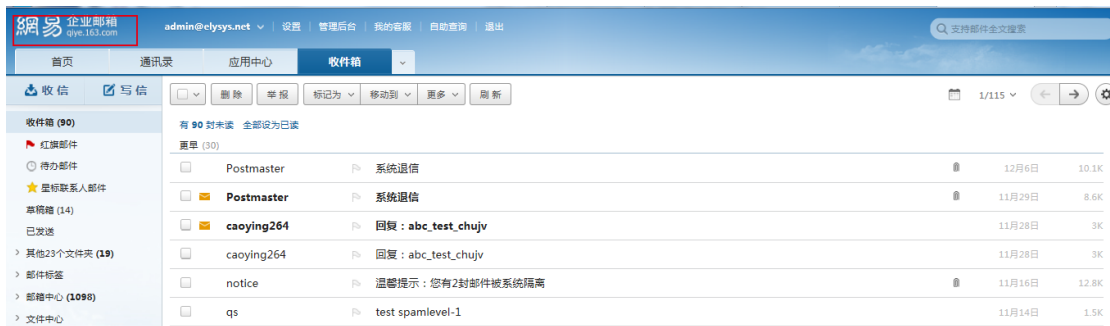 網易 企业邮箱 qiye.163.com admin@elysys.net 设置 管理后台 我的客服 自助查询 退出 支持邮件全文搜索
首页 通讯录 应用中心 收件箱
收信 写信 删除 举报 标记为 移动到 更多 刷新 1/115
收件箱 (90) 有 90 封未读 全部设为已读
红旗邮件 更早 (30)
待办邮件 Postmaster 系统退信 12月6日 10.1K
星标联系人邮件 Postmaster 系统退信 11月29日 8.6K
草稿箱 (14)
已发送 caoying264 回复：abc_test_chujv 11月28日 3K
其他23个文件夹 (19) caoying264 回复：abc_test_chujv 11月28日 3K
邮件标签 notice 温馨提示：您有2封邮件被系统隔离 11月16日 12.8K
邮箱中心 (1098)
文件中心 qs test spamlevel-1 11月14日 1.5K